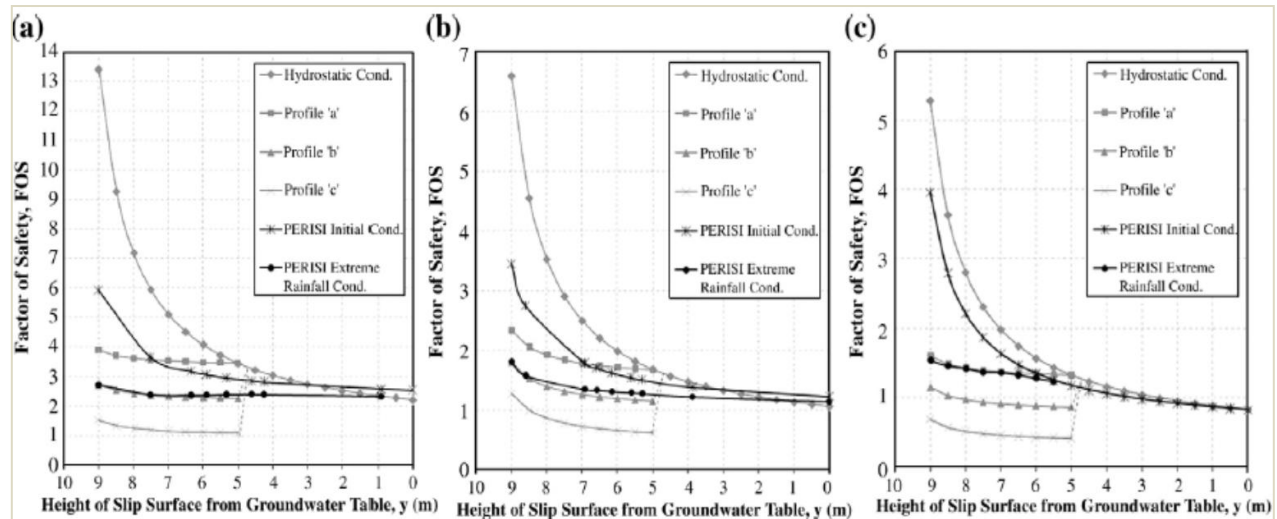 (a)
14
13
12
11
10
9
8
7
6
5
4
3
2
1
0
Factor of Safety, FOS
Hydrostatic Cond.
Profile 'a'
Profile 'b'
Profile 'c'
PERISI Initial Cond.
PERISI Extreme
Rainfall Cond.
10 9 8 7 6 5 4 3 2 1 0
Height of Slip Surface from Groundwater Table, y (m)
(b)
7
6
5
4
3
2
1
0
Factor of Safety, FOS
Hydrostatic Cond.
Profile 'a'
Profile 'b'
Profile 'c'
PERISI Initial Cond.
PERISI Extreme
Rainfall Cond.
10 9 8 7 6 5 4 3 2 1 0
Height of Slip Surface from Groundwater Table, y (m)
(c)
6
5
4
3
2
1
0
Factor of Safety, FOS
Hydrostatic Cond.
Profile 'a'
Profile 'b'
Profile 'c'
PERISI Initial Cond.
PERISI Extreme
Rainfall Cond.
10 9 8 7 6 5 4 3 2 1 0
Height of Slip Surface from Groundwater Table, y (m)